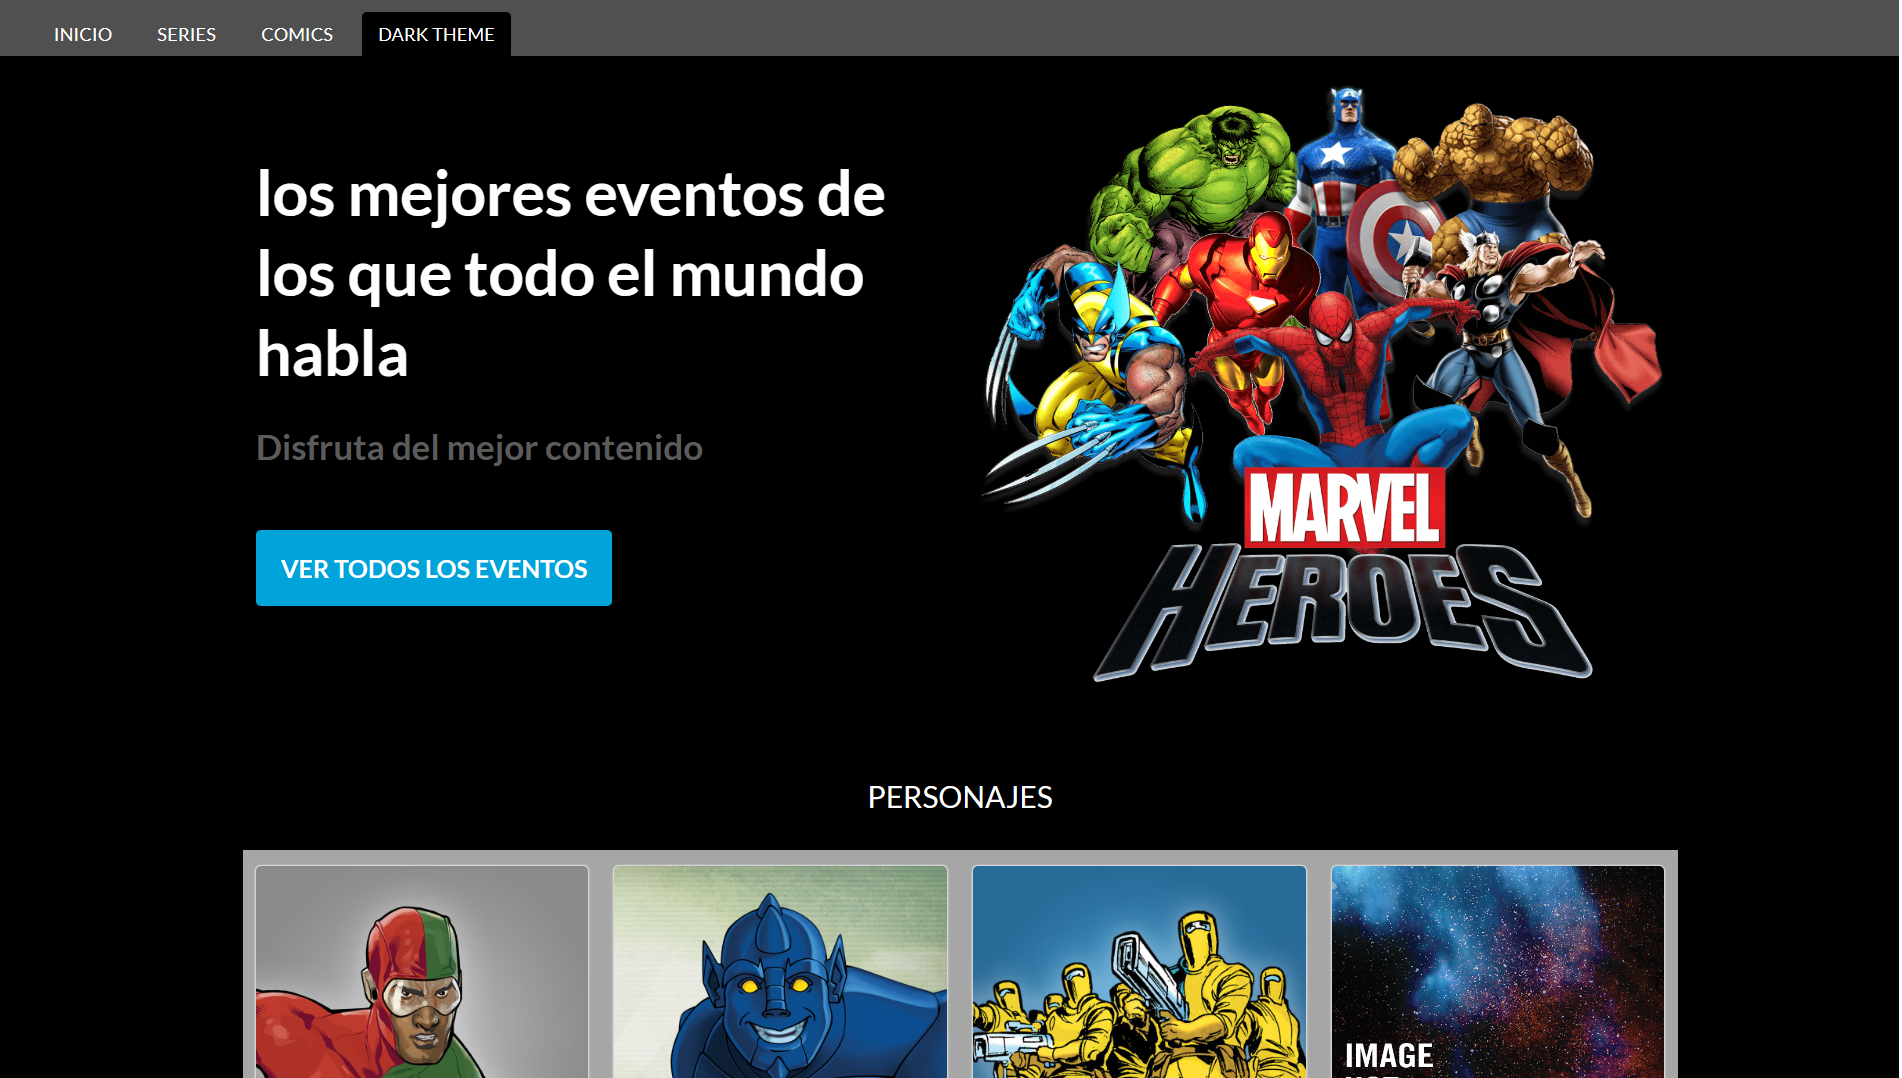 INICIO SERIES COMICS DARK THEME
los mejores eventos de
los que todo el mundo
habla
Disfruta del mejor contenido
VER TODOS LOS EVENTOS
MARVEL
HEROES
PERSONAJES
IMAGE